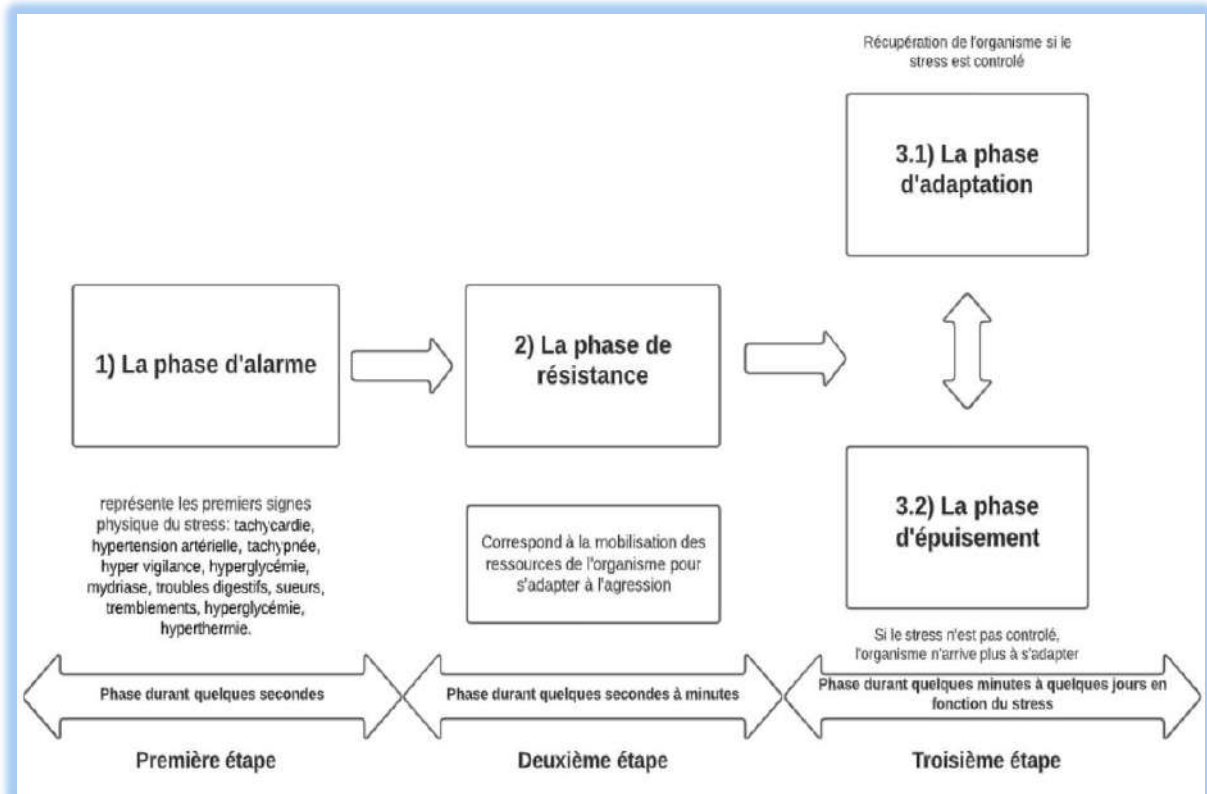 Récupération de l'organisme si le
stress est controlé
3.1) La phase
d'adaptation
1) La phase d'alarme
2) La phase de
résistance
3.2) La phase
d'épuisement
représente les premiers signes
physique du stress: tachycardie,
hypertension artérielle, tachypnée,
hyper vigilance, hyperglycémie,
mydriase, troubles digestifs, sueurs,
tremblements, hyperglycémie,
hyperthermie.
Correspond à la mobilisation des
ressources de l'organisme pour
s'adapter à l'agression
Si le stress n'est pas controlé,
l'organisme n'arrive plus à s'adapter
Phase durant quelques secondes
Phase durant quelques secondes à minutes
Phase durant quelques minutes à quelques jours en
fonction du stress
Première étape
Deuxième étape
Troisième étape